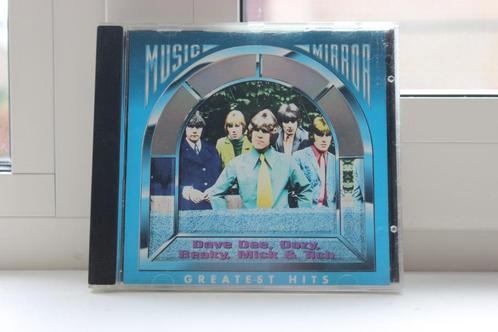 MUSIC MIRROR
Dave Dee, Dozy,
Beaky, Mick & Tich
GREATEST HITS